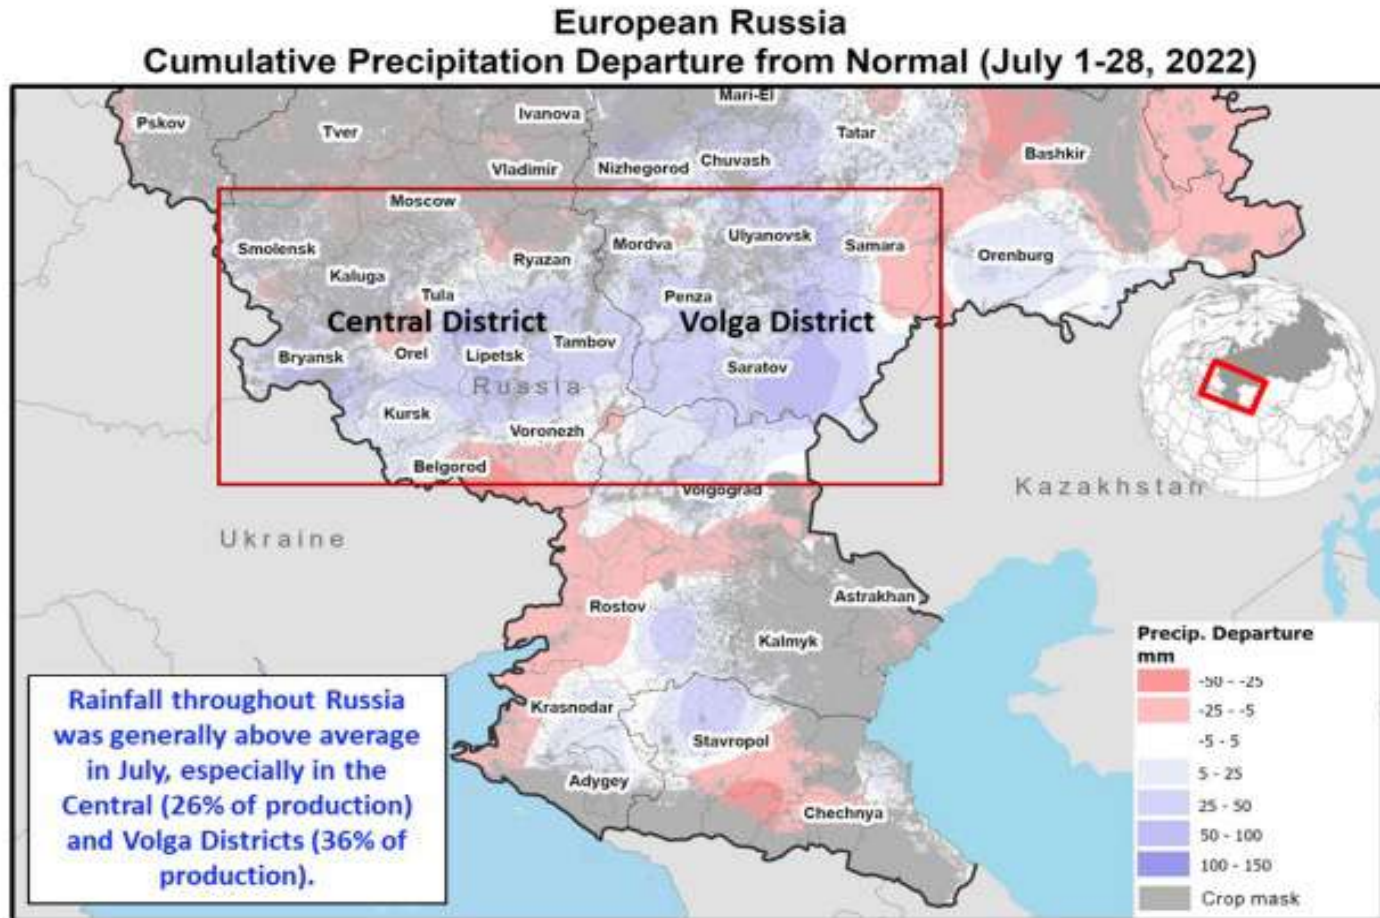 European Russia
Cumulative Precipitation Departure from Normal (July 1-28, 2022)
Mari-El
Pskov
Tver
Ivanova
Tatar
Vladimir
Nizhegorod
Chuvash
Bashkir
Moscow
Smolensk
Kaluga
Ryazan
Mordva
Ulyanovsk
Samara
Orenburg
Tula
Penza
Central District
Volga District
Bryansk
Orel
Lipetsk
Tambov
Saratov
Russia
Kursk
Voronezh
Belgorod
Volgograd
Kazakhstan
Ukraine
Rostov
Astrakhan
Kalmyk
Krasnodar
Stavropol
Adygey
Chechnya
Rainfall throughout Russia
was generally above average
in July, especially in the
Central (26% of production)
and Volga Districts (36% of
production).
Precip. Departure
mm
-50 - -25
-25 - -5
-5 - 5
5 - 25
25 - 50
50 - 100
100 - 150
Crop mask